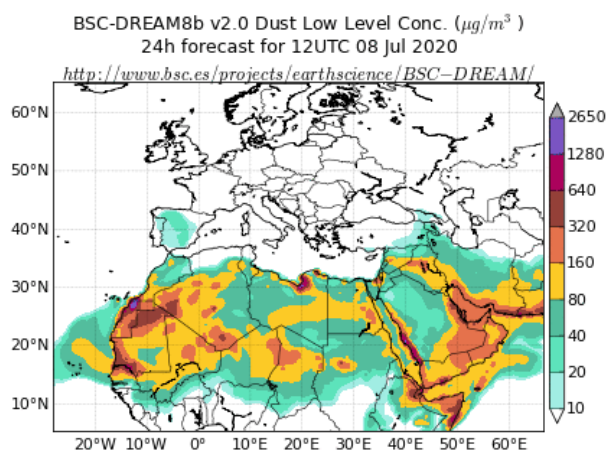 BSC-DREAM8b v2.0 Dust Low Level Conc. (μg/m³ )
24h forecast for 12UTC 08 Jul 2020
http://www.bsc.es/projects/earthscience/BSC−DREAM/
60°N
50°N
40°N
30°N
20°N
10°N
20°W 10°W 0° 10°E 20°E 30°E 40°E 50°E 60°E
2650
1280
640
320
160
80
40
20
10